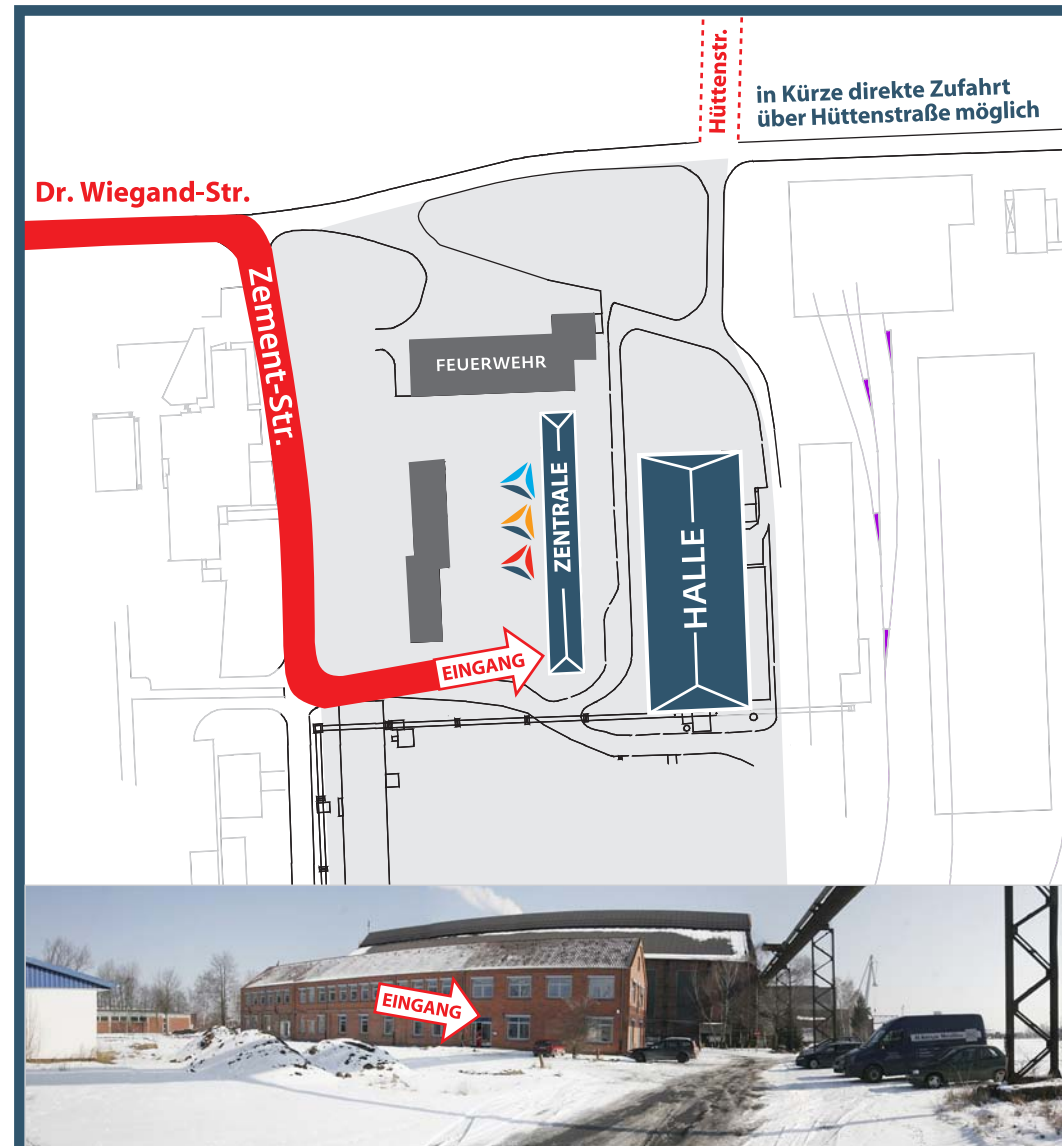 Hüttenstr.
in Kürze direkte Zufahrt
über Hüttenstraße möglich
Dr. Wiegand-Str.
Zement-Str.
FEUERWEHR
ZENTRALE
HALLE
EINGANG
EINGANG